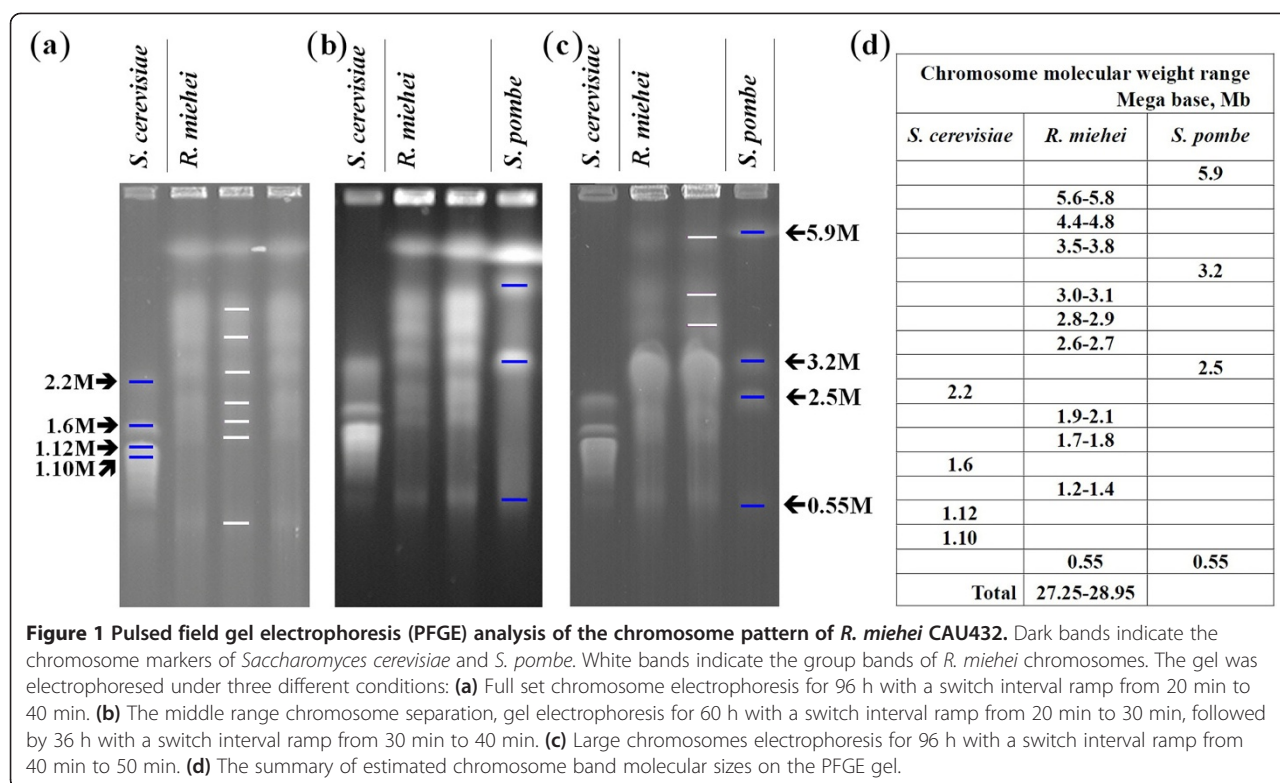 (a)
S. cerevisiae
R. miehei
2.2M➔
1.6M➔
1.12M➔
1.10M➔
(b)
S. cerevisiae
R. miehei
S. pombe
(c)
S. cerevisiae
R. miehei
S. pombe
←5.9M
←3.2M
←2.5M
←0.55M
(d)
Chromosome molecular weight range
Mega base, Mb
S. cerevisiae R. miehei S. pombe
5.9
5.6-5.8
4.4-4.8
3.5-3.8
3.2
3.0-3.1
2.8-2.9
2.6-2.7
2.5
2.2
1.9-2.1
1.7-1.8
1.6
1.2-1.4
1.12
1.10
0.55 0.55
Total 27.25-28.95
Figure 1 Pulsed field gel electrophoresis (PFGE) analysis of the chromosome pattern of R. miehei CAU432. Dark bands indicate the
chromosome markers of Saccharomyces cerevisiae and S. pombe. White bands indicate the group bands of R. miehei chromosomes. The gel was
electrophoresed under three different conditions: (a) Full set chromosome electrophoresis for 96 h with a switch interval ramp from 20 min to
40 min. (b) The middle range chromosome separation, gel electrophoresis for 60 h with a switch interval ramp from 20 min to 30 min, followed
by 36 h with a switch interval ramp from 30 min to 40 min. (c) Large chromosomes electrophoresis for 96 h with a switch interval ramp from
40 min to 50 min. (d) The summary of estimated chromosome band molecular sizes on the PFGE gel.